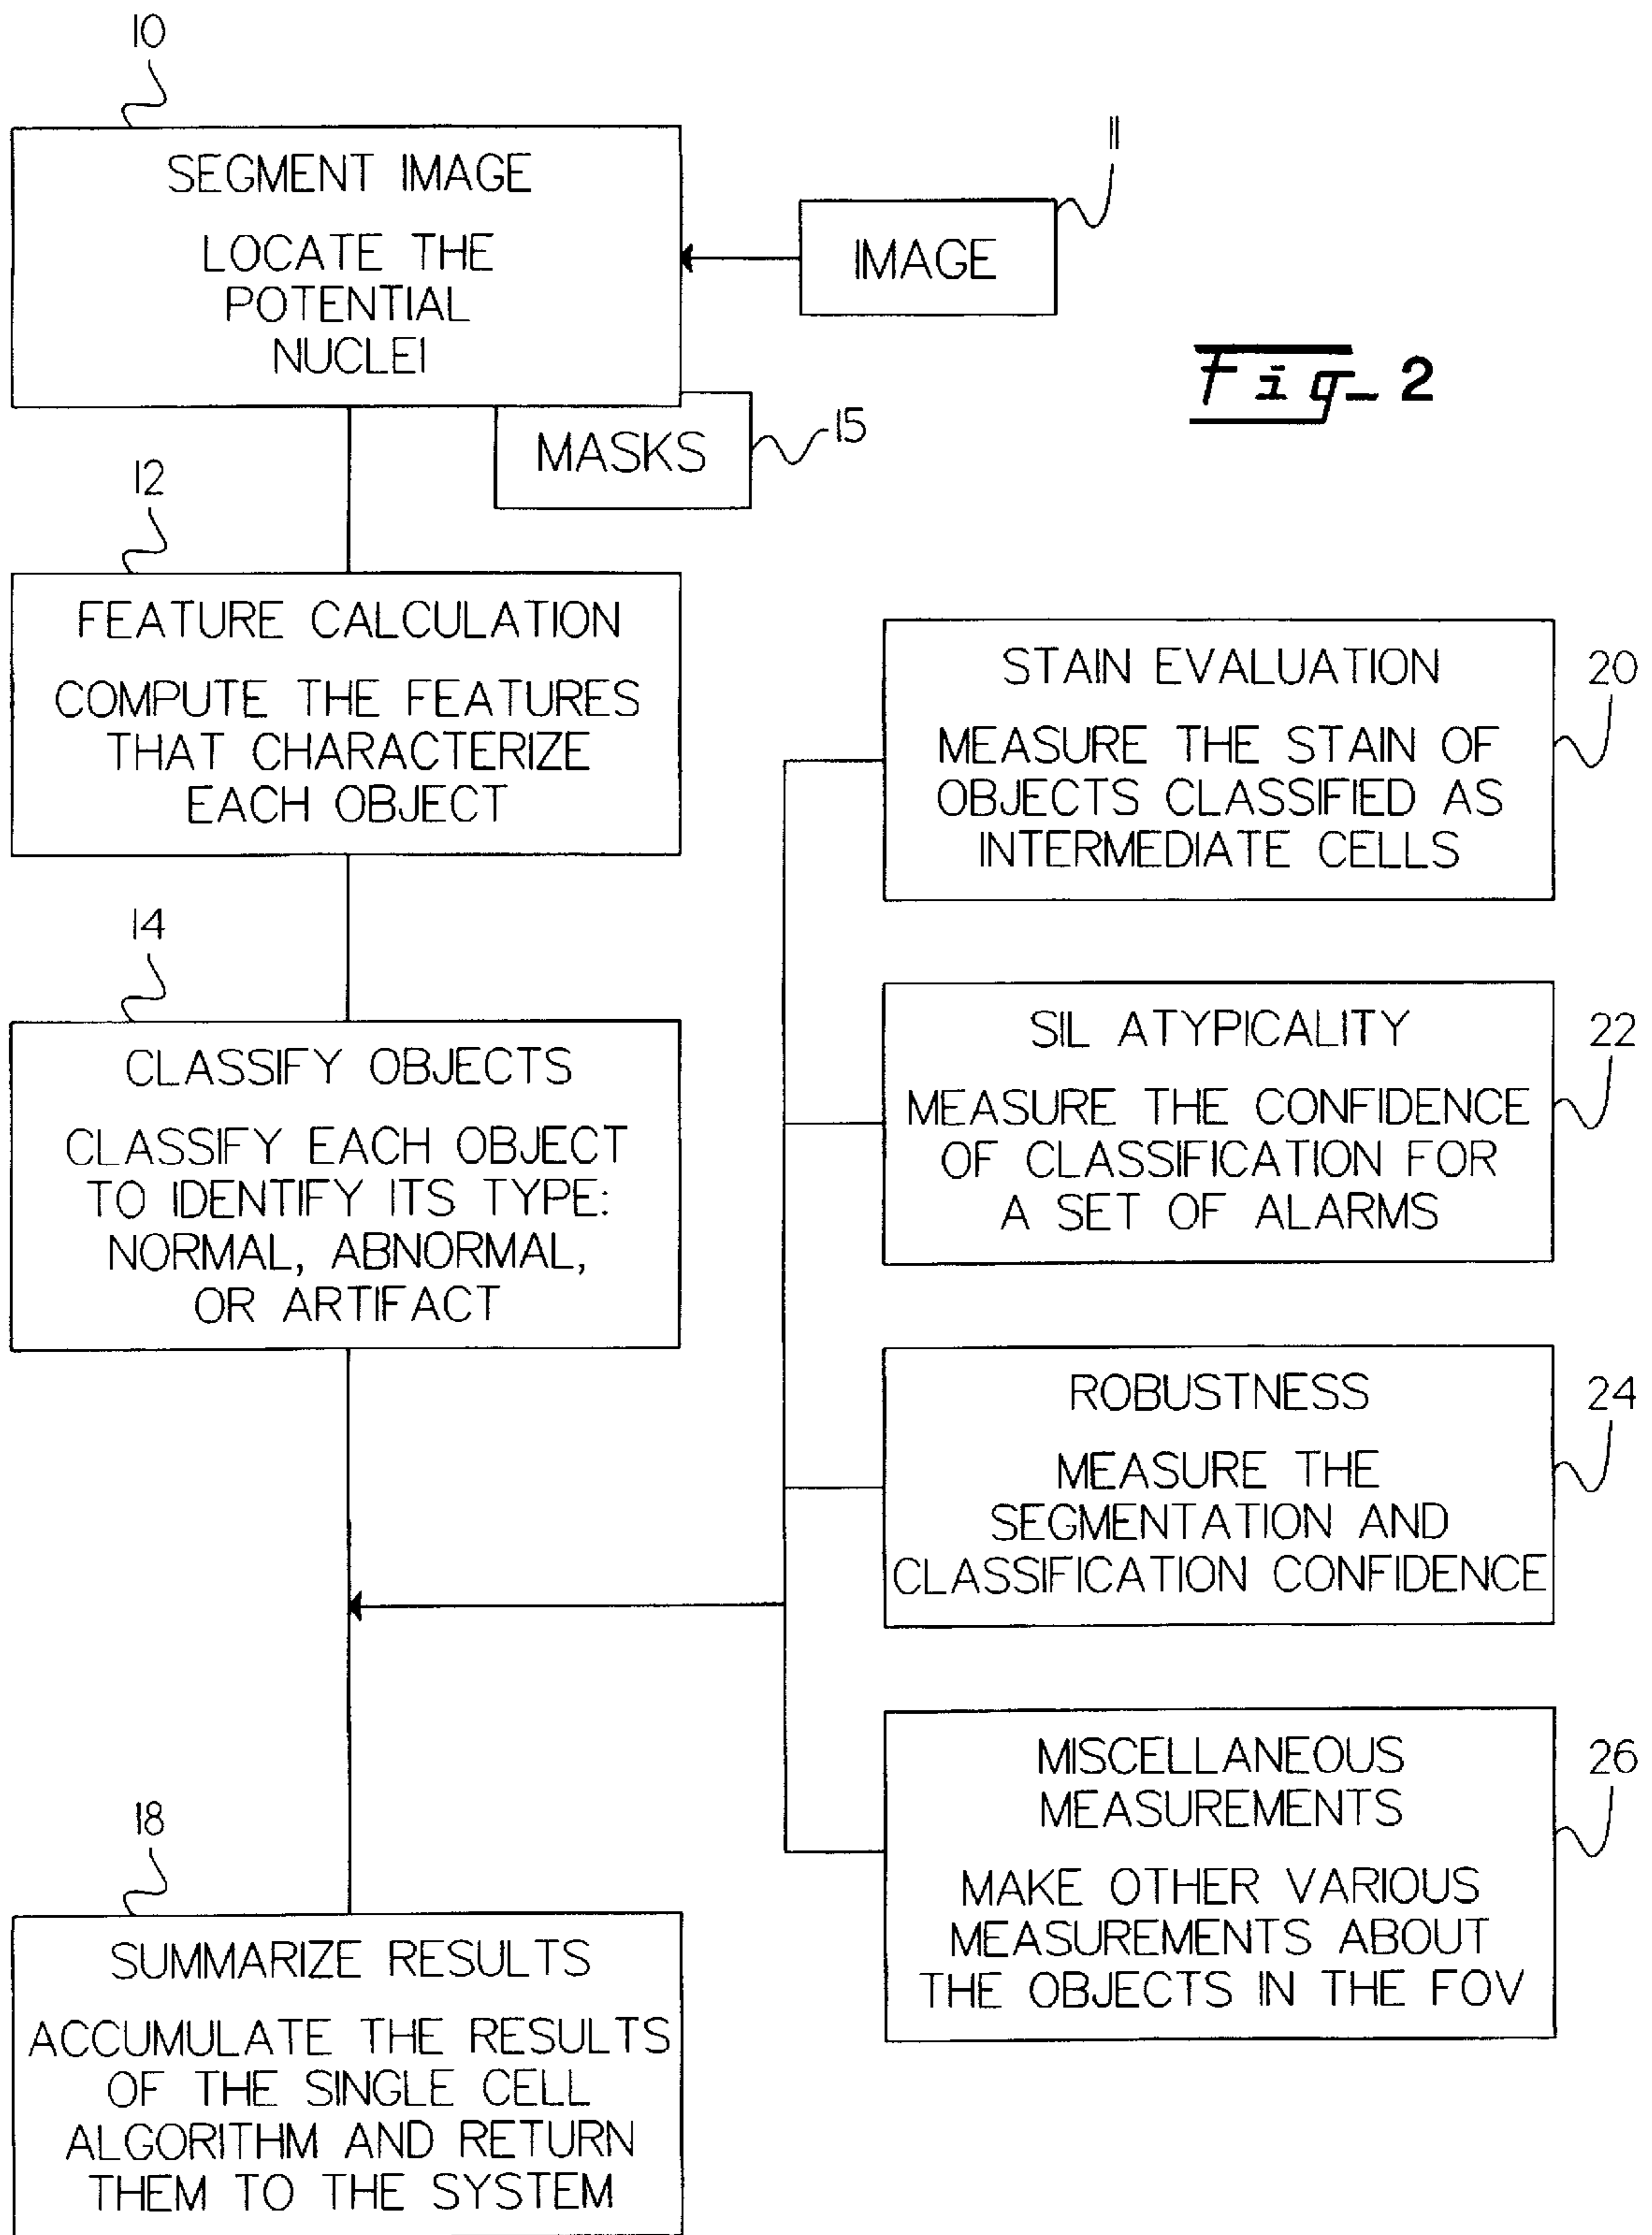 10
SEGMENT IMAGE
LOCATE THE
POTENTIAL
NUCLEI
11
IMAGE
Fig-2
MASKS
15
12
FEATURE CALCULATION
COMPUTE THE FEATURES
THAT CHARACTERIZE
EACH OBJECT
14
CLASSIFY OBJECTS
CLASSIFY EACH OBJECT
TO IDENTIFY ITS TYPE:
NORMAL, ABNORMAL,
OR ARTIFACT
20
STAIN EVALUATION
MEASURE THE STAIN OF
OBJECTS CLASSIFIED AS
INTERMEDIATE CELLS
22
SIL ATYPICALITY
MEASURE THE CONFIDENCE
OF CLASSIFICATION FOR
A SET OF ALARMS
24
ROBUSTNESS
MEASURE THE
SEGMENTATION AND
CLASSIFICATION CONFIDENCE
26
MISCELLANEOUS
MEASUREMENTS
MAKE OTHER VARIOUS
MEASUREMENTS ABOUT
THE OBJECTS IN THE FOV
18
SUMMARIZE RESULTS
ACCUMULATE THE RESULTS
OF THE SINGLE CELL
ALGORITHM AND RETURN
THEM TO THE SYSTEM